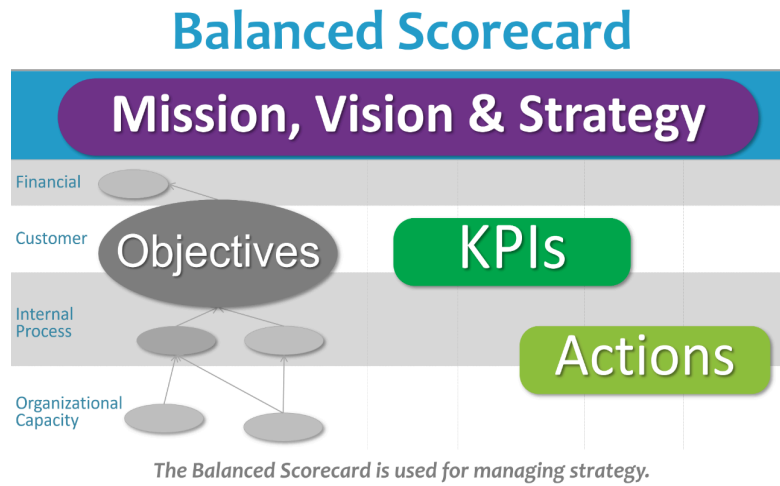 Balanced Scorecard
Mission, Vision & Strategy
Financial
Customer
Objectives
KPIs
Internal
Process
Actions
Organizational
Capacity
The Balanced Scorecard is used for managing strategy.